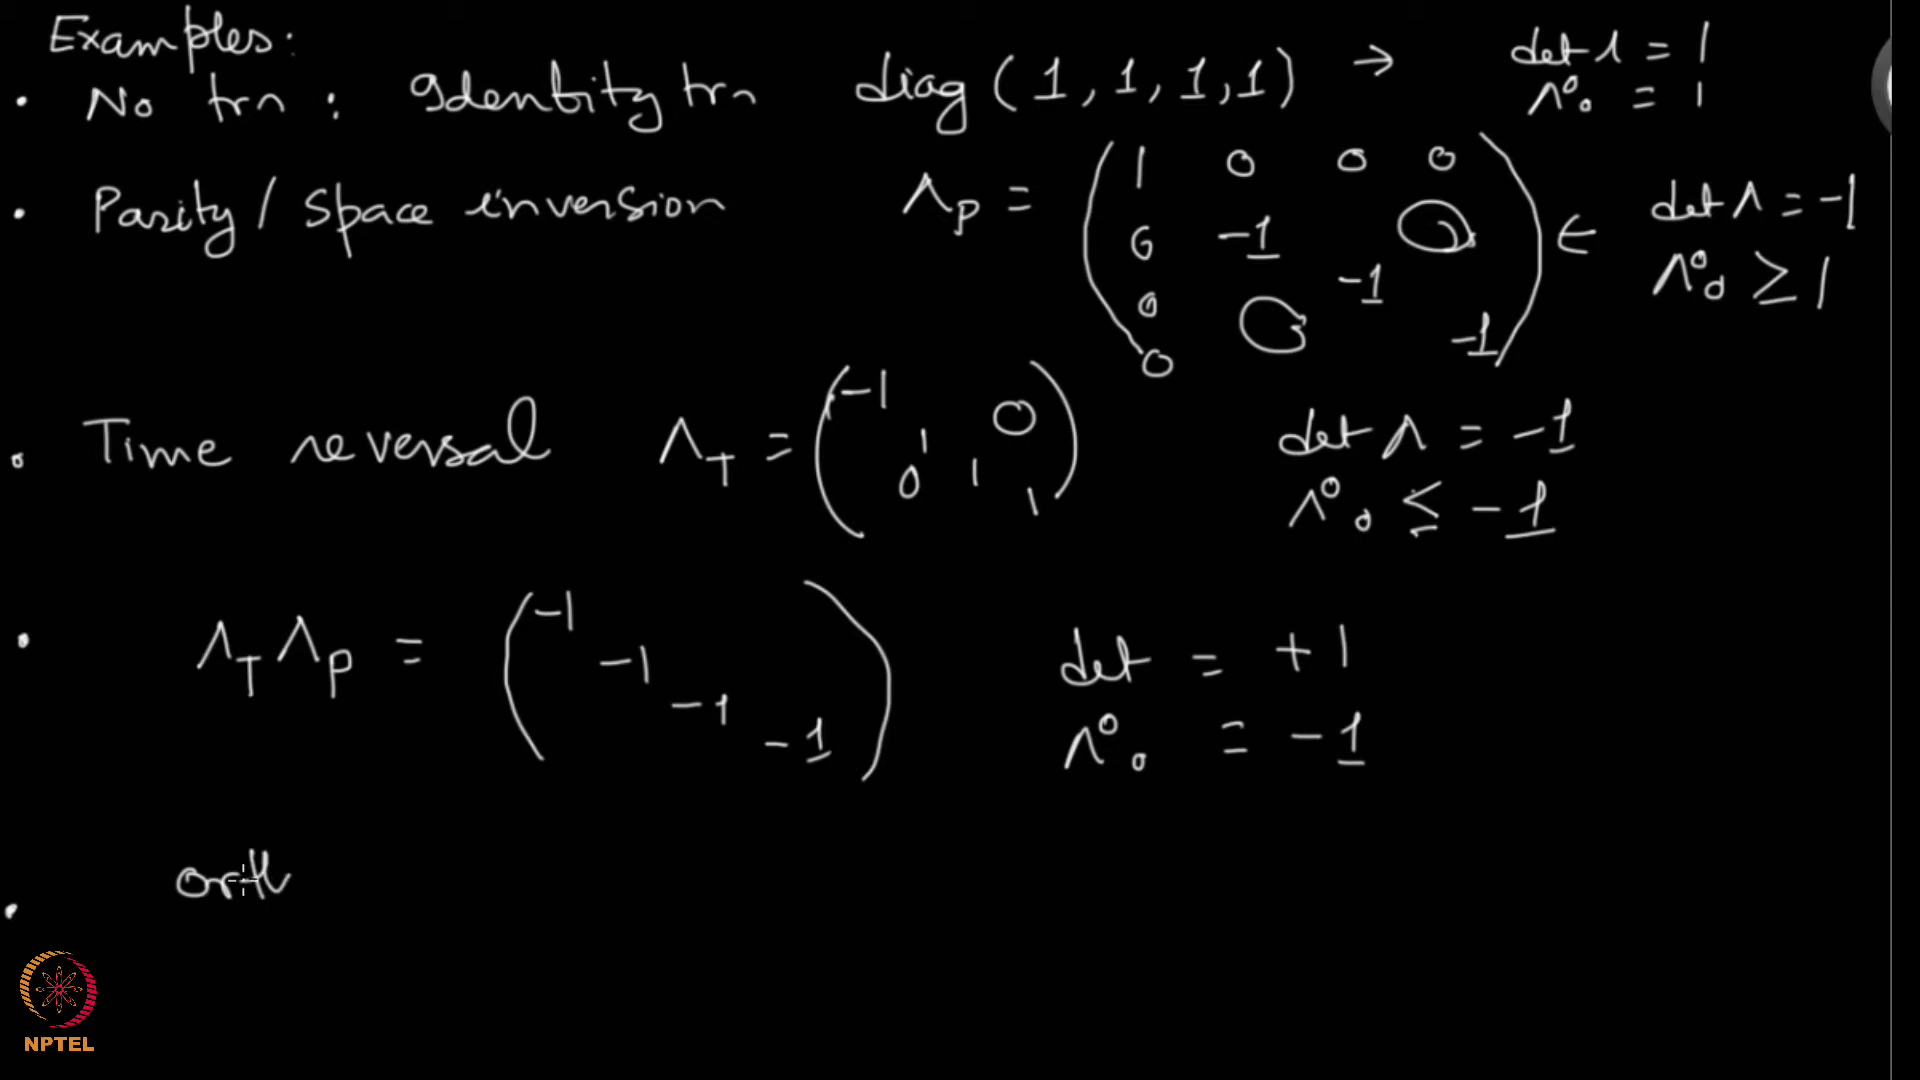 Examples:
• No trn : Identity trn diag (1, 1, 1, 1) → det Λ = 1
Λ⁰₀ = 1
• Parity / Space inversion Λ_P = ( 1 0 0 0 ) ∈ det Λ = -1
0 -1 0 Λ⁰₀ ≥ 1
0 0 -1
0 -1
• Time reversal Λ_T = ( -1 0 ) det Λ = -1
1
0 1 Λ⁰₀ ≤ -1
1
• Λ_T Λ_P = ( -1 ) det = +1
-1
-1 Λ⁰₀ = -1
-1
• orth
NPTEL